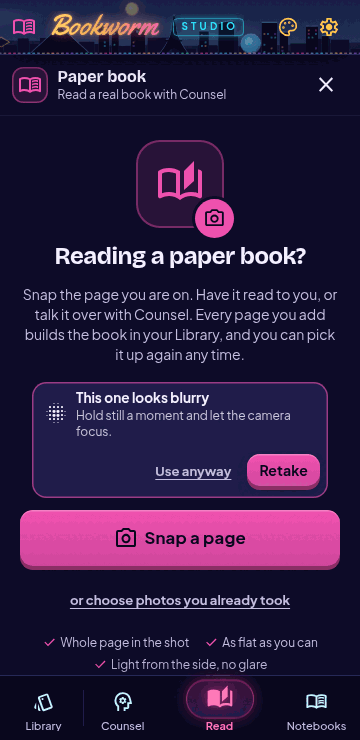 Bookworm STUDIO
Paper book
Read a real book with Counsel
Reading a paper book?
Snap the page you are on. Have it read to you, or
talk it over with Counsel. Every page you add
builds the book in your Library, and you can pick
it up again any time.
This one looks blurry
Hold still a moment and let the camera
focus.
Use anyway Retake
Snap a page
or choose photos you already took
Whole page in the shot As flat as you can
Light from the side, no glare
Library Counsel Read Notebooks